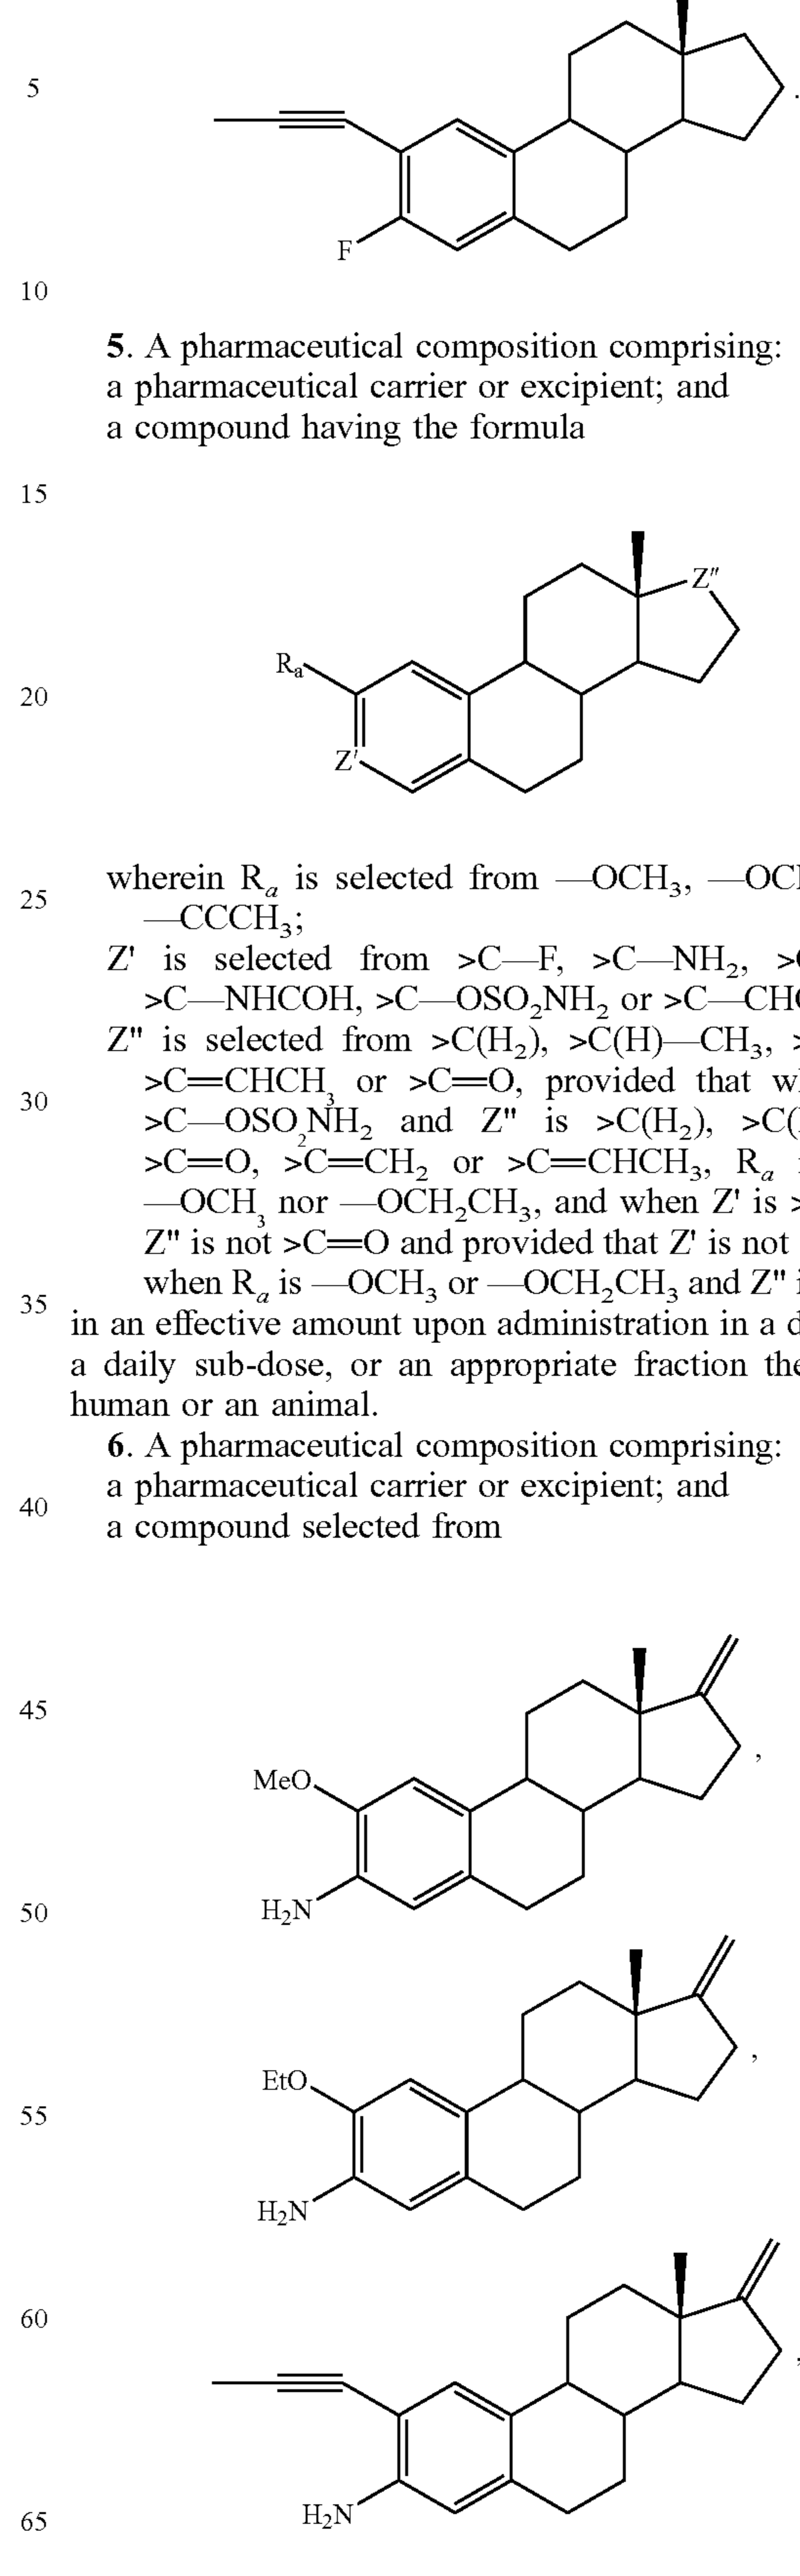 5
F
.
10
5. A pharmaceutical composition comprising:
a pharmaceutical carrier or excipient; and
a compound having the formula
15
Z"
Rₐ
20
Z'
wherein Rₐ is selected from —OCH₃,
25
—CCCH₃;
Z' is selected from >C—F, >C—NH₂,
>C—NHCOH, >C—OSO₂NH₂ or
Z" is selected from >C(H₂), >C(H)—CH₃,
30
>C=CHCH₃ or >C=O, provided that
>C—OSO₂NH₂ and Z" is >C(H₂),
>C=O, >C=CH₂ or >C=CHCH₃, Rₐ
—OCH₃ nor —OCH₂CH₃, and when Z' is
Z" is not >C=O and provided that Z' is not
35
when Rₐ is —OCH₃ or —OCH₂CH₃ and Z"
in an effective amount upon administration in a
a daily sub-dose, or an appropriate fraction
human or an animal.
6. A pharmaceutical composition comprising:
a pharmaceutical carrier or excipient; and
40
a compound selected from
45
,
MeO
50
H₂N
,
EtO
55
H₂N
60
,
H₂N
65